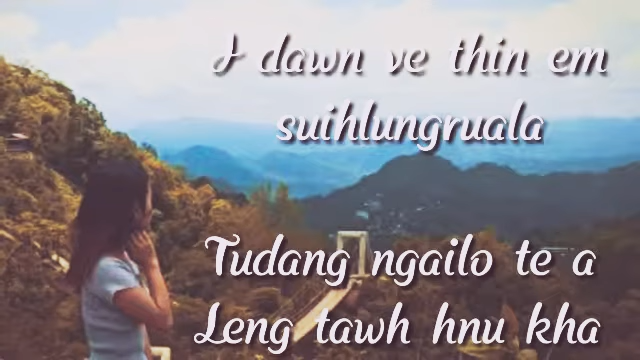 I dawn ve thin em
suihlungruala
Tudang ngailo te a
Leng tawh hnu kha